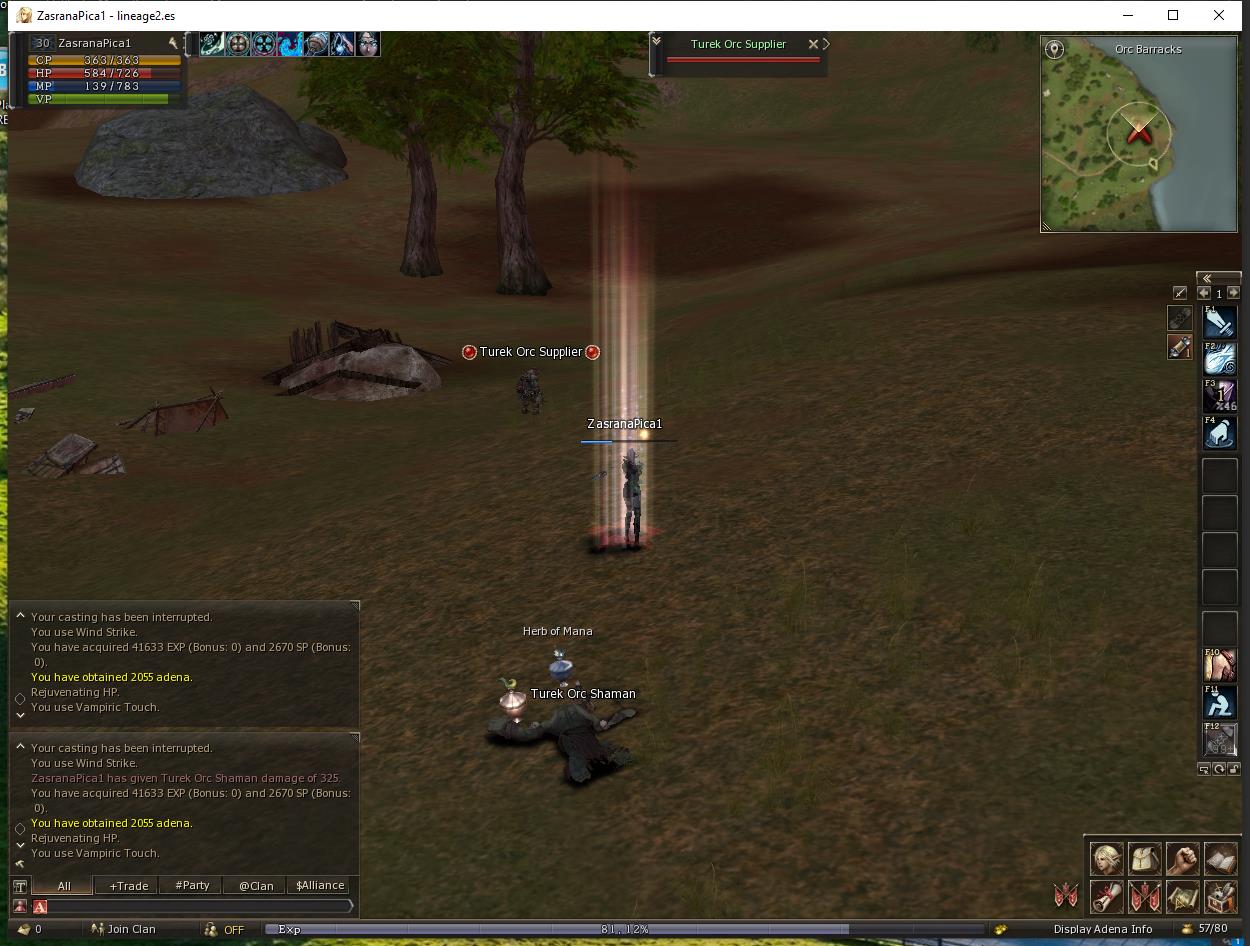 ZasranaPica1 - lineage2.es
30 ZasranaPica1
CP 363/363
HP 584/726
MP 139/783
VP
Turek Orc Supplier
Orc Barracks
1
F1
F2
F3
1
46
F4
1
Turek Orc Supplier
ZasranaPica1
Herb of Mana
Turek Orc Shaman
F10
F11
F12
Your casting has been interrupted.
You use Wind Strike.
You have acquired 41633 EXP (Bonus: 0) and 2670 SP (Bonus:
0).
You have obtained 2055 adena.
Rejuvenating HP.
You use Vampiric Touch.
Your casting has been interrupted.
You use Wind Strike.
ZasranaPica1 has given Turek Orc Shaman damage of 325.
You have acquired 41633 EXP (Bonus: 0) and 2670 SP (Bonus:
0).
You have obtained 2055 adena.
Rejuvenating HP.
You use Vampiric Touch.
All +Trade #Party @Clan $Alliance
A
0 Join Clan OFF Exp 81.12% Display Adena Info 57/80